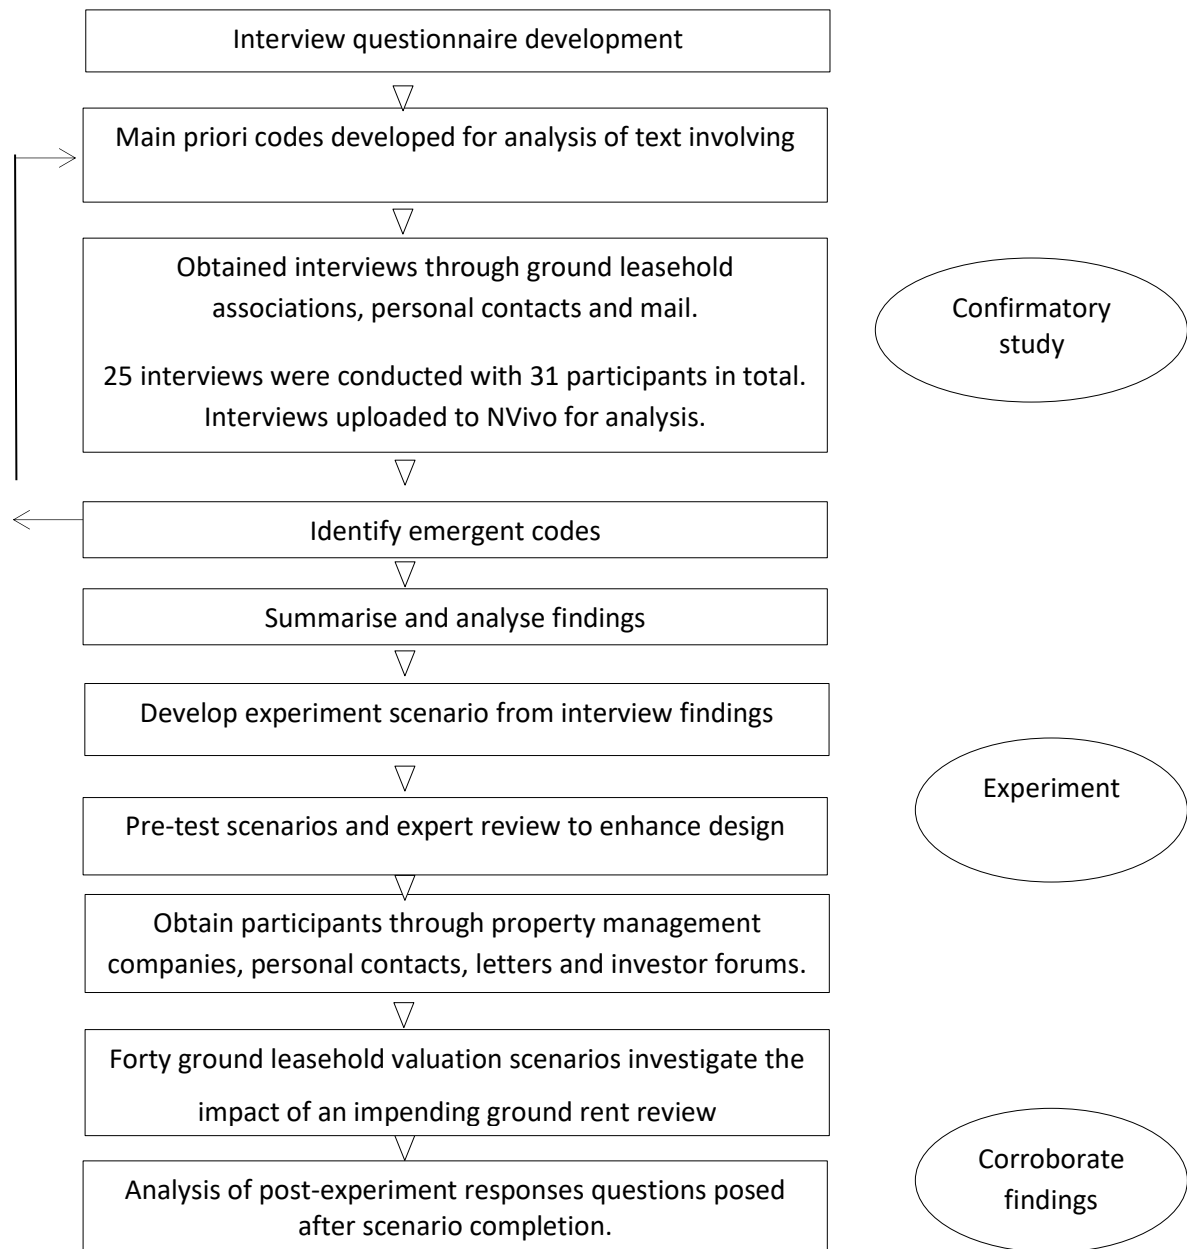 Interview questionnaire development
Main priori codes developed for analysis of text involving
Obtained interviews through ground leasehold
associations, personal contacts and mail.
25 interviews were conducted with 31 participants in total.
Interviews uploaded to NVivo for analysis.
Confirmatory
study
Identify emergent codes
Summarise and analyse findings
Develop experiment scenario from interview findings
Experiment
Pre-test scenarios and expert review to enhance design
Obtain participants through property management
companies, personal contacts, letters and investor forums.
Forty ground leasehold valuation scenarios investigate the
impact of an impending ground rent review
Corroborate
findings
Analysis of post-experiment responses questions posed
after scenario completion.